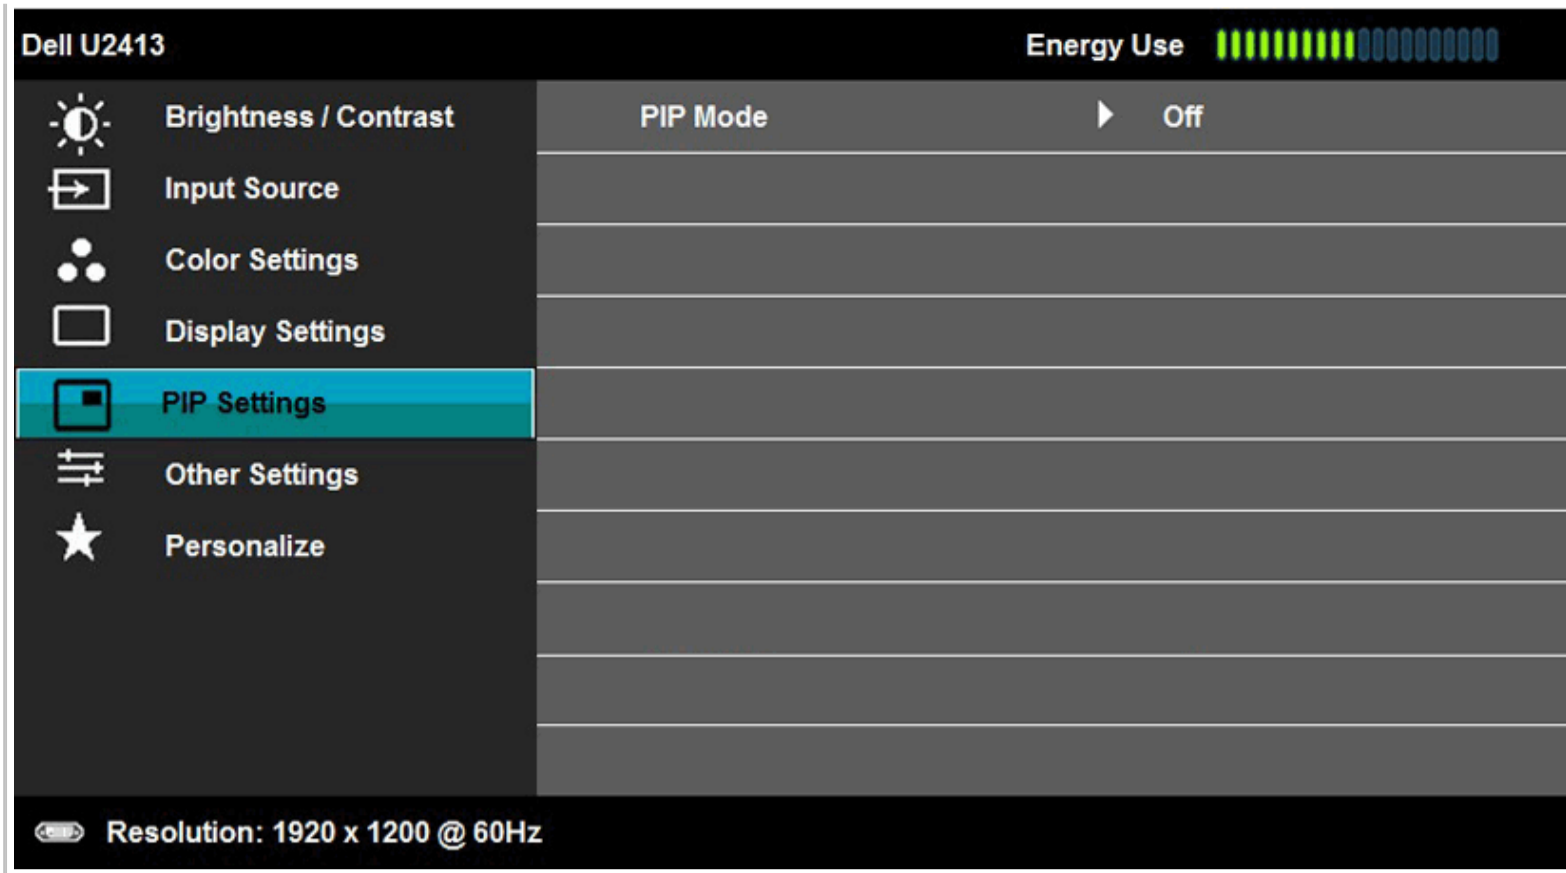 Dell U2413 Energy Use
Brightness / Contrast PIP Mode Off
Input Source
Color Settings
Display Settings
PIP Settings
Other Settings
Personalize
Resolution: 1920 x 1200 @ 60Hz